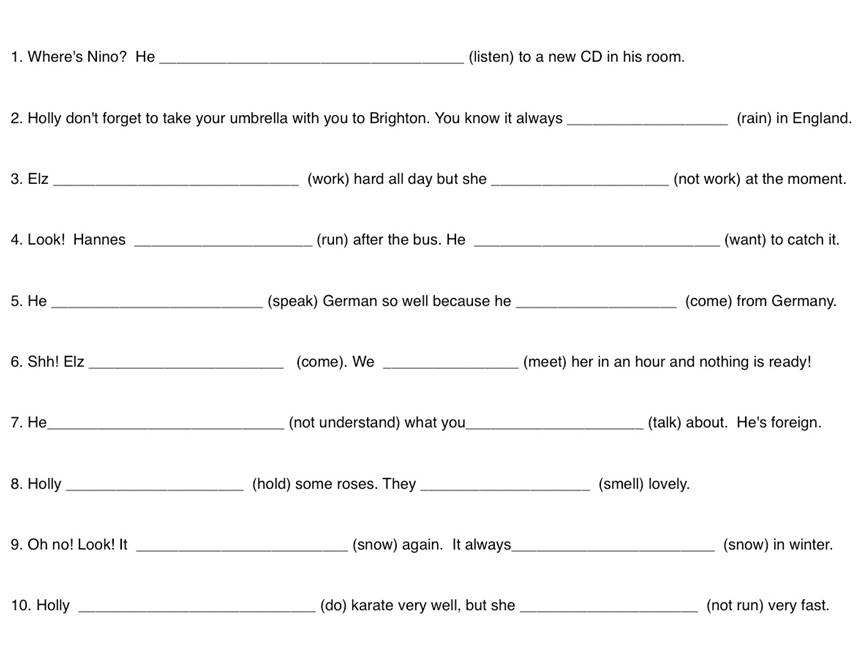 1. Where's Nino?  He ____________________________________ (listen) to a new CD in his room.
2. Holly don't forget to take your umbrella with you to Brighton. You know it always ___________________ (rain) in England.
3. Elz _____________________________ (work) hard all day but she _____________________ (not work) at the moment.
4. Look!  Hannes _____________________ (run) after the bus. He _____________________________ (want) to catch it.
5. He _________________________ (speak) German so well because he ___________________ (come) from Germany.
6. Shh! Elz _______________________ (come). We ________________ (meet) her in an hour and nothing is ready!
7. He____________________________ (not understand) what you_____________________ (talk) about.  He's foreign.
8. Holly _____________________ (hold) some roses. They ____________________ (smell) lovely.
9. Oh no! Look! It _________________________ (snow) again.  It always________________________ (snow) in winter.
10. Holly ____________________________ (do) karate very well, but she _____________________ (not run) very fast.